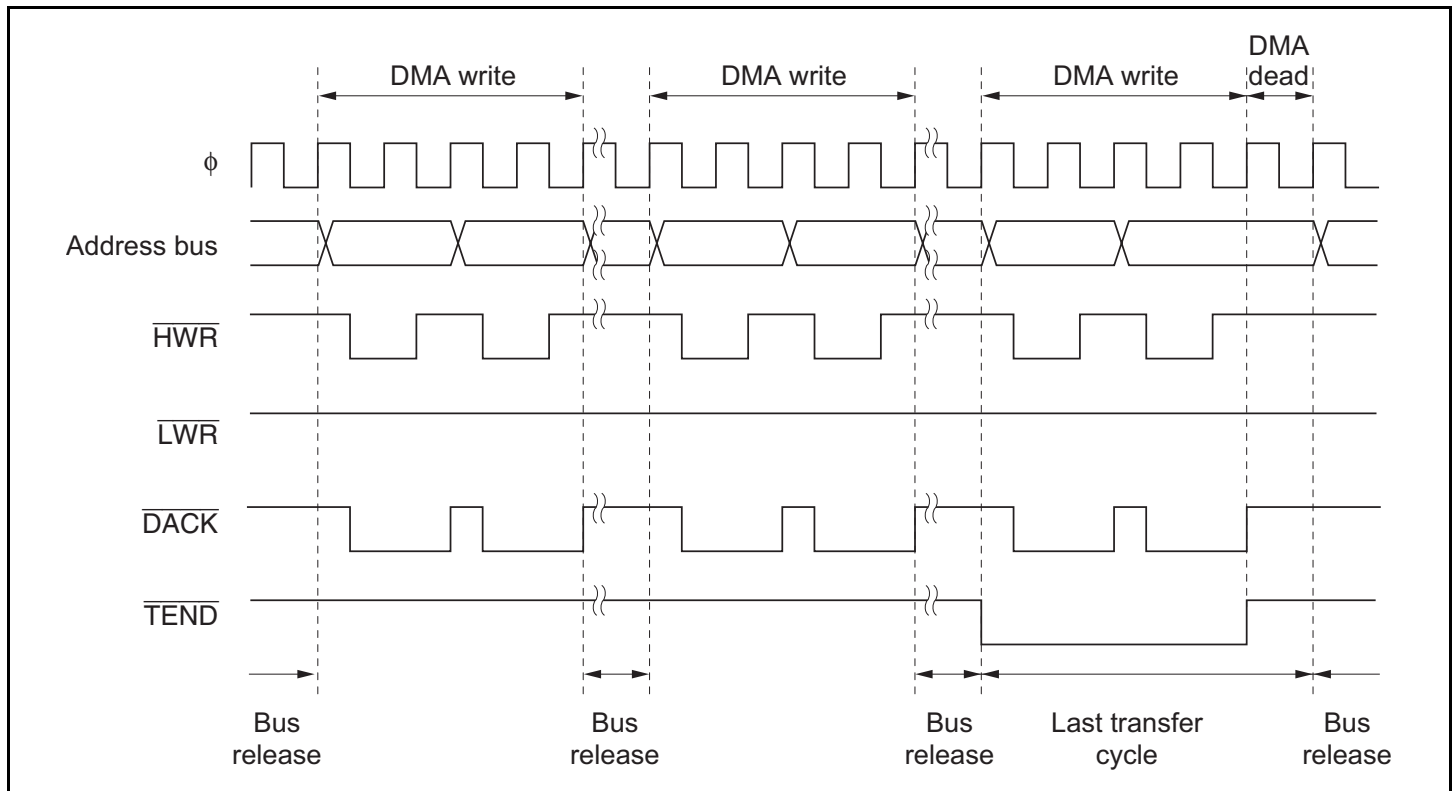 DMA write
DMA write
DMA write
DMA
dead
ϕ
Address bus
HWR
LWR
DACK
TEND
Bus
release
Bus
release
Bus
release
Last transfer
cycle
Bus
release